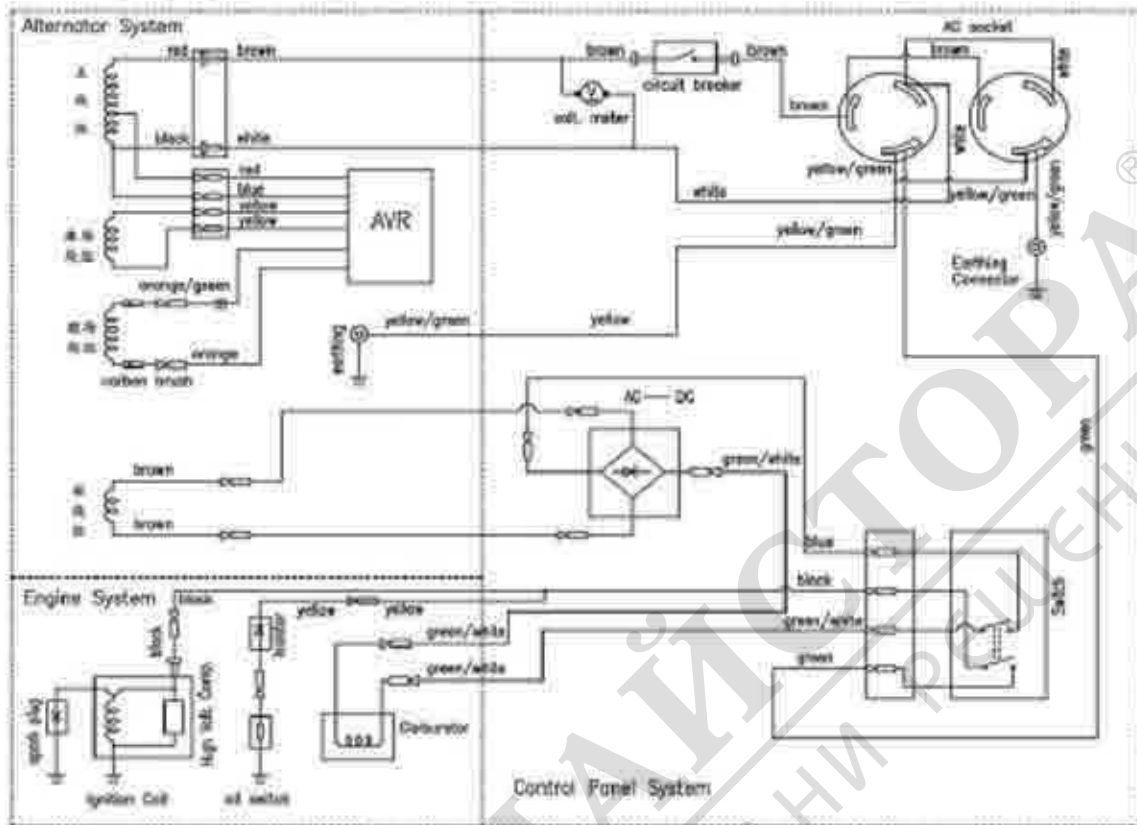 Alternator System
AC socket
red
brown
brown
brown
brown
circuit breaker
white
volt. meter
brown
black
white
white
red
blue
yellow
yellow
AVR
yellow/green
white
yellow/green
yellow/green
yellow/green
Earthing
Connector
orange/green
orange
carbon brush
earthing
yellow/green
yellow
AC — DC
green
brown
green/white
brown
blue
Engine System
black
black
black
yellow
yellow
green/white
green/white
green/white
green
Switch
spark plug
High Volt. Comp.
Carburator
Ignition Coil
oil switch
Control Panel System